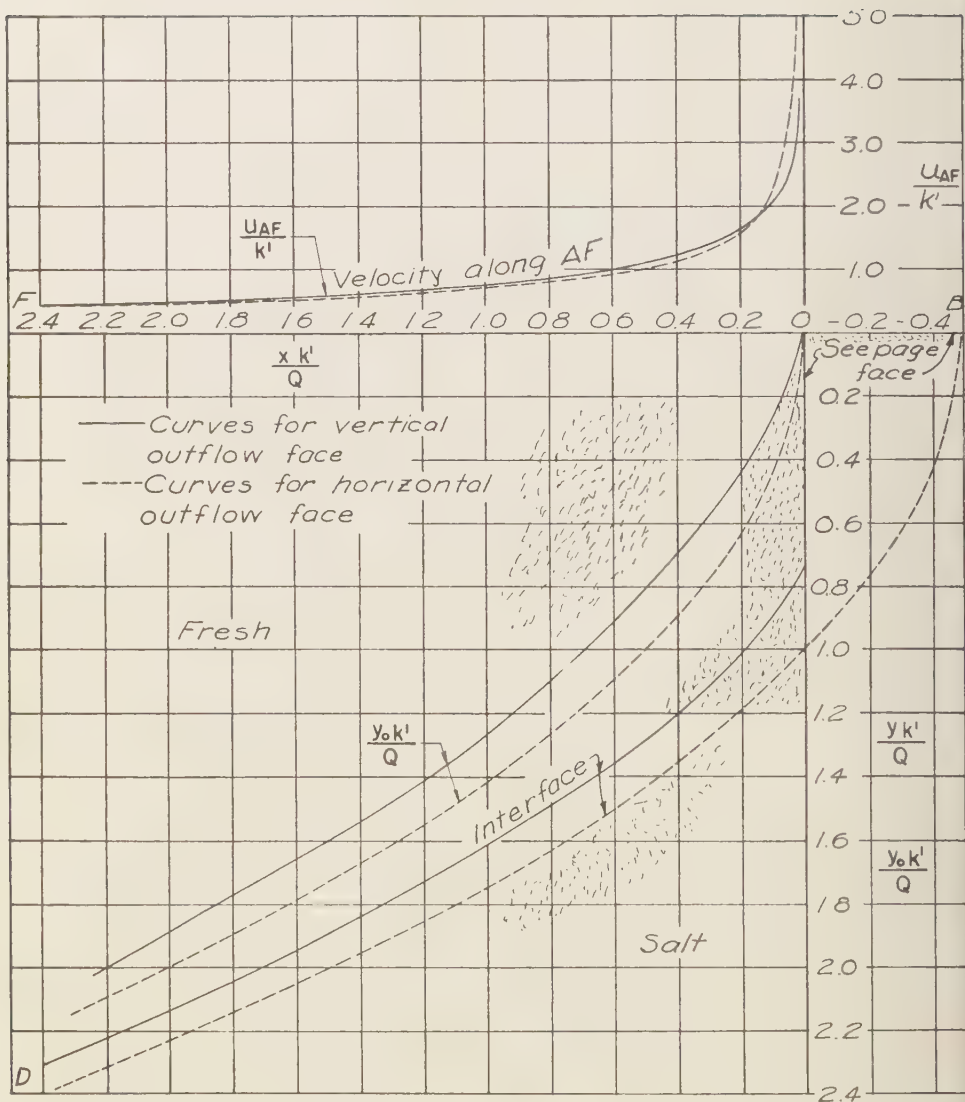 5.0
4.0
3.0
2.0
1.0
U_AF
k'
U_AF
k'
Velocity along AF
F
B
2.4 2.2 2.0 1.8 1.6 1.4 1.2 1.0 0.8 0.6 0.4 0.2 0 -0.2 -0.4
x k'
Q
Seepage
face
Curves for vertical
outflow face
Curves for horizontal
outflow face
0.2
0.4
0.6
0.8
1.0
1.2
1.4
1.6
1.8
2.0
2.2
2.4
Fresh
y₀k'
Q
Interface
yk'
Q
y₀k'
Q
Salt
D